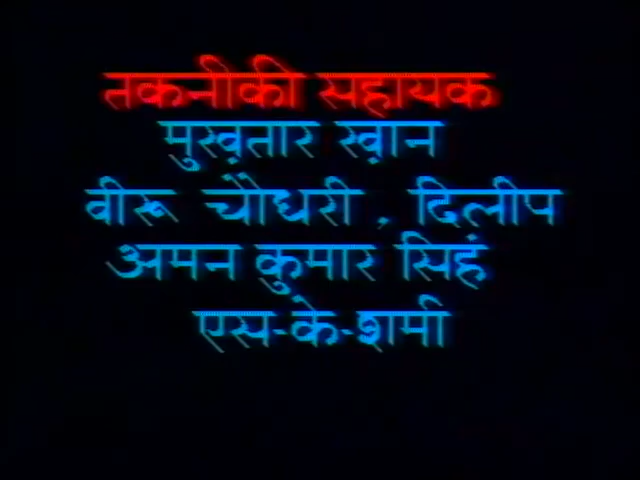 तकनीकी सहायक
मुख़तार ख़ान
वीरू चौधरी , दिलीप
अमन कुमार सिहं
एस-के-शर्मा